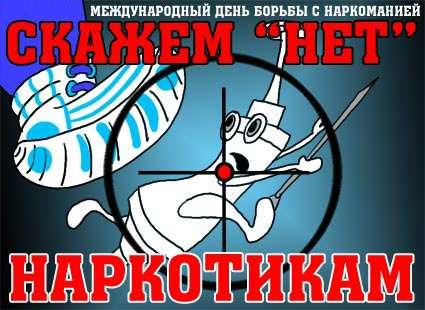 МЕЖДУНАРОДНЫЙ ДЕНЬ БОРЬБЫ С НАРКОМАНИЕЙ
СКАЖЕМ “НЕТ”
НАРКОТИКАМ